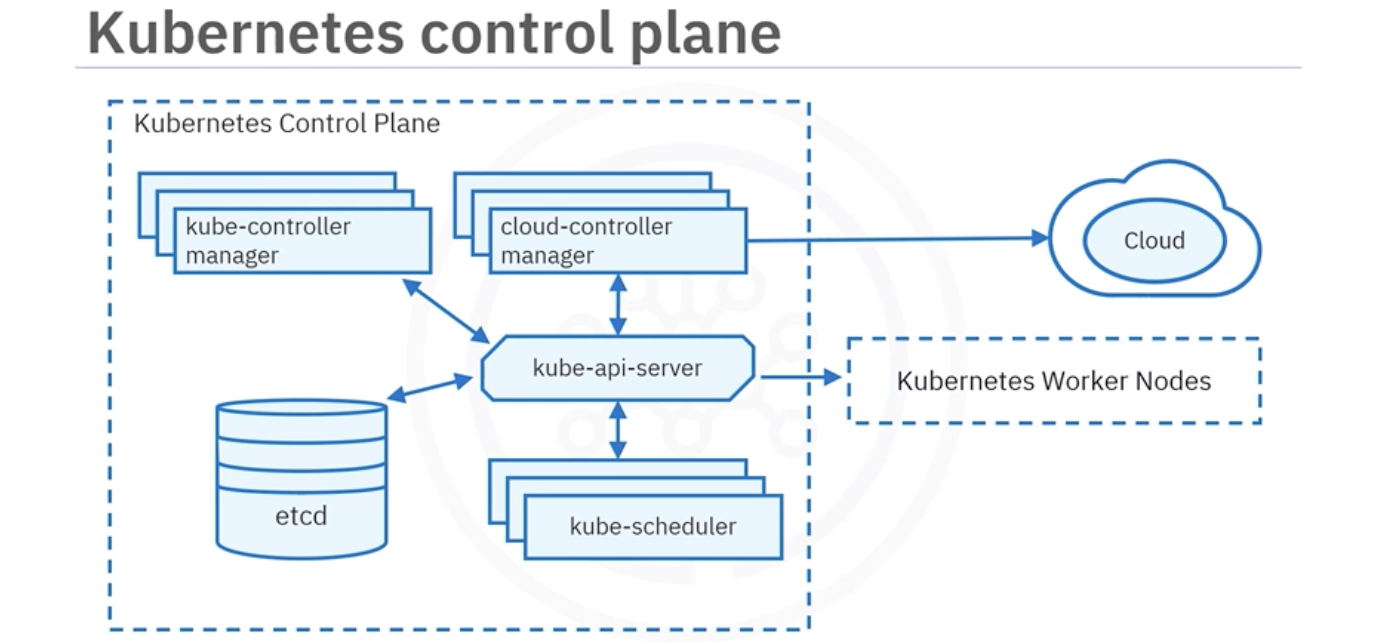 Kubernetes control plane
Kubernetes Control Plane
kube-controller
manager
cloud-controller
manager
Cloud
kube-api-server
Kubernetes Worker Nodes
etcd
kube-scheduler